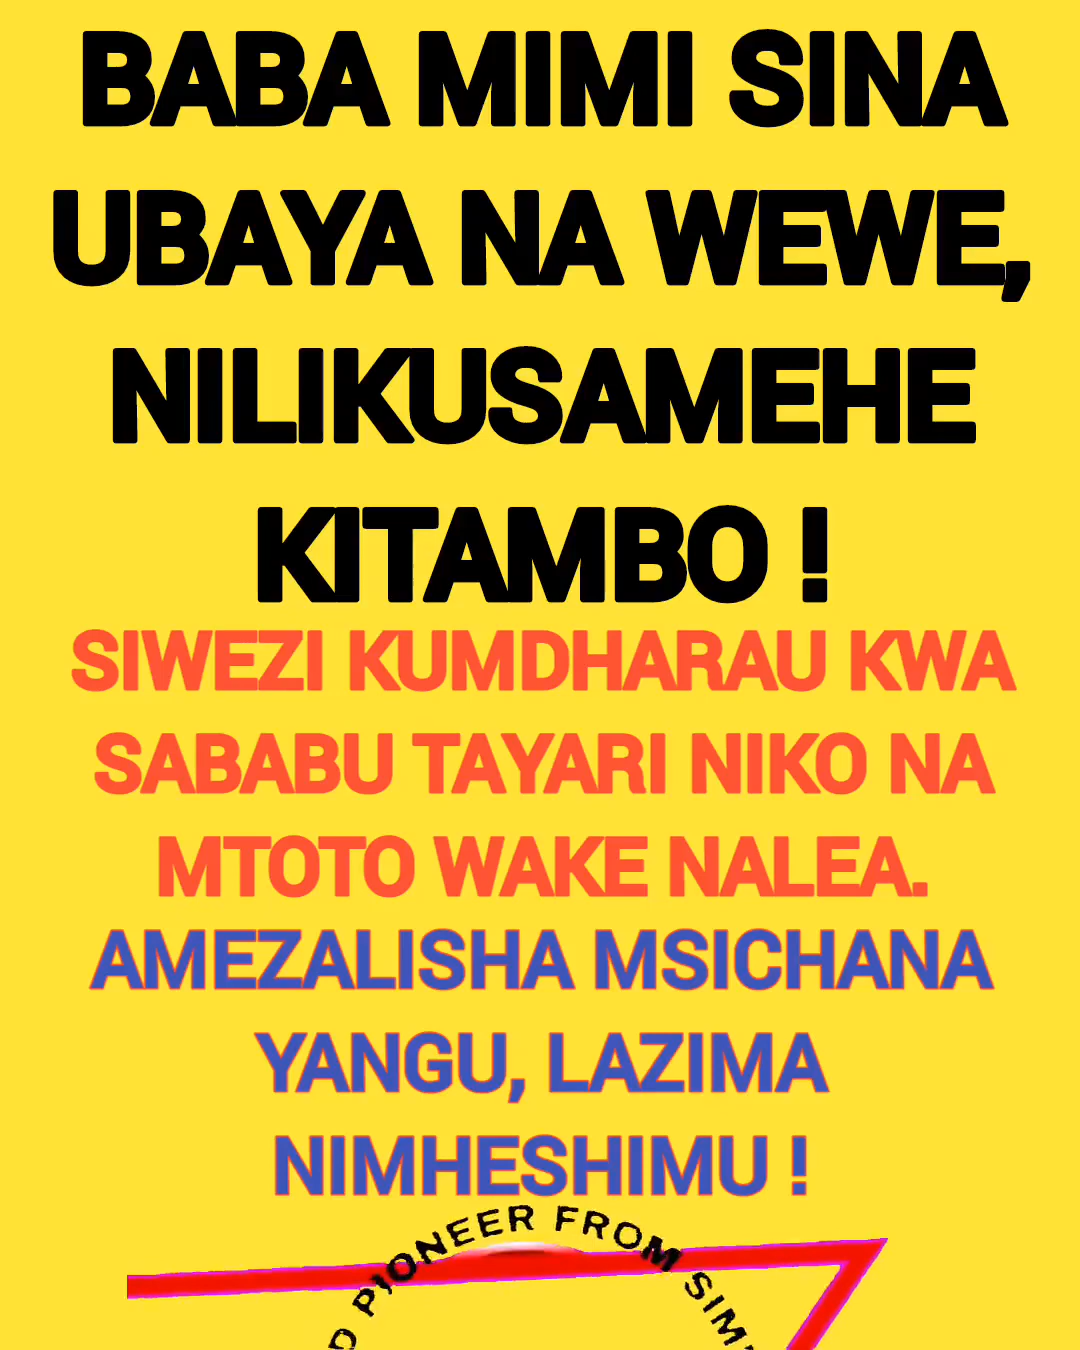 BABA MIMI SINA
UBAYA NA WEWE,
NILIKUSAMEHE
KITAMBO !
SIWEZI KUMDHARAU KWA
SABABU TAYARI NIKO NA
MTOTO WAKE NALEA.
AMEZALISHA MSICHANA
YANGU, LAZIMA
NIMHESHIMU !
PIONEER FROM